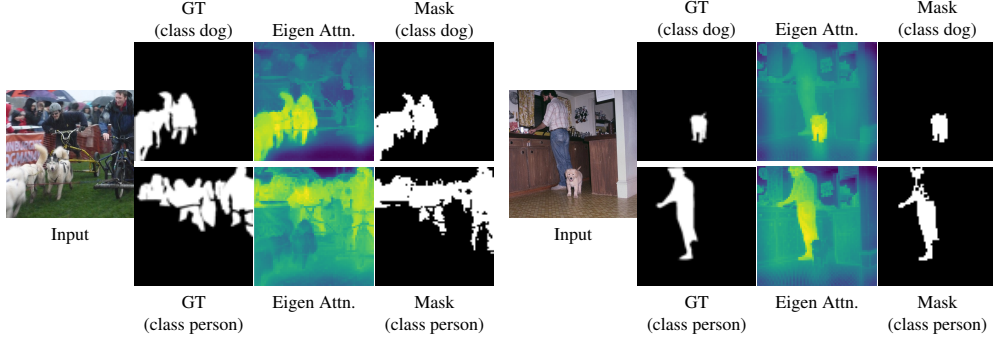 GT
(class dog)
Eigen Attn.
Mask
(class dog)
Input
GT
(class person)
Eigen Attn.
Mask
(class person)
GT
(class dog)
Eigen Attn.
Mask
(class dog)
Input
GT
(class person)
Eigen Attn.
Mask
(class person)